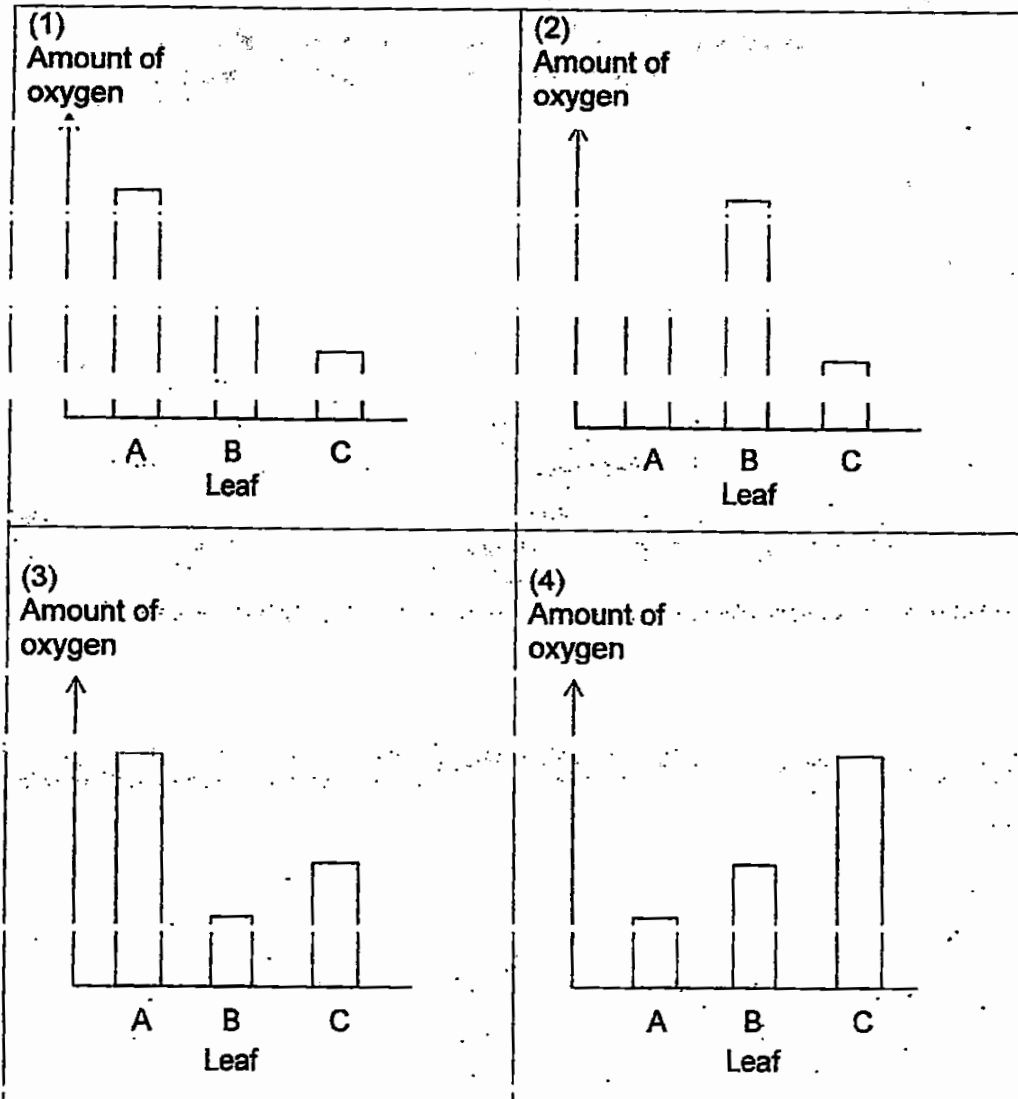 (1)
Amount of
oxygen
A B C
Leaf
(2)
Amount of
oxygen
A B C
Leaf
(3)
Amount of
oxygen
A B C
Leaf
(4)
Amount of
oxygen
A B C
Leaf